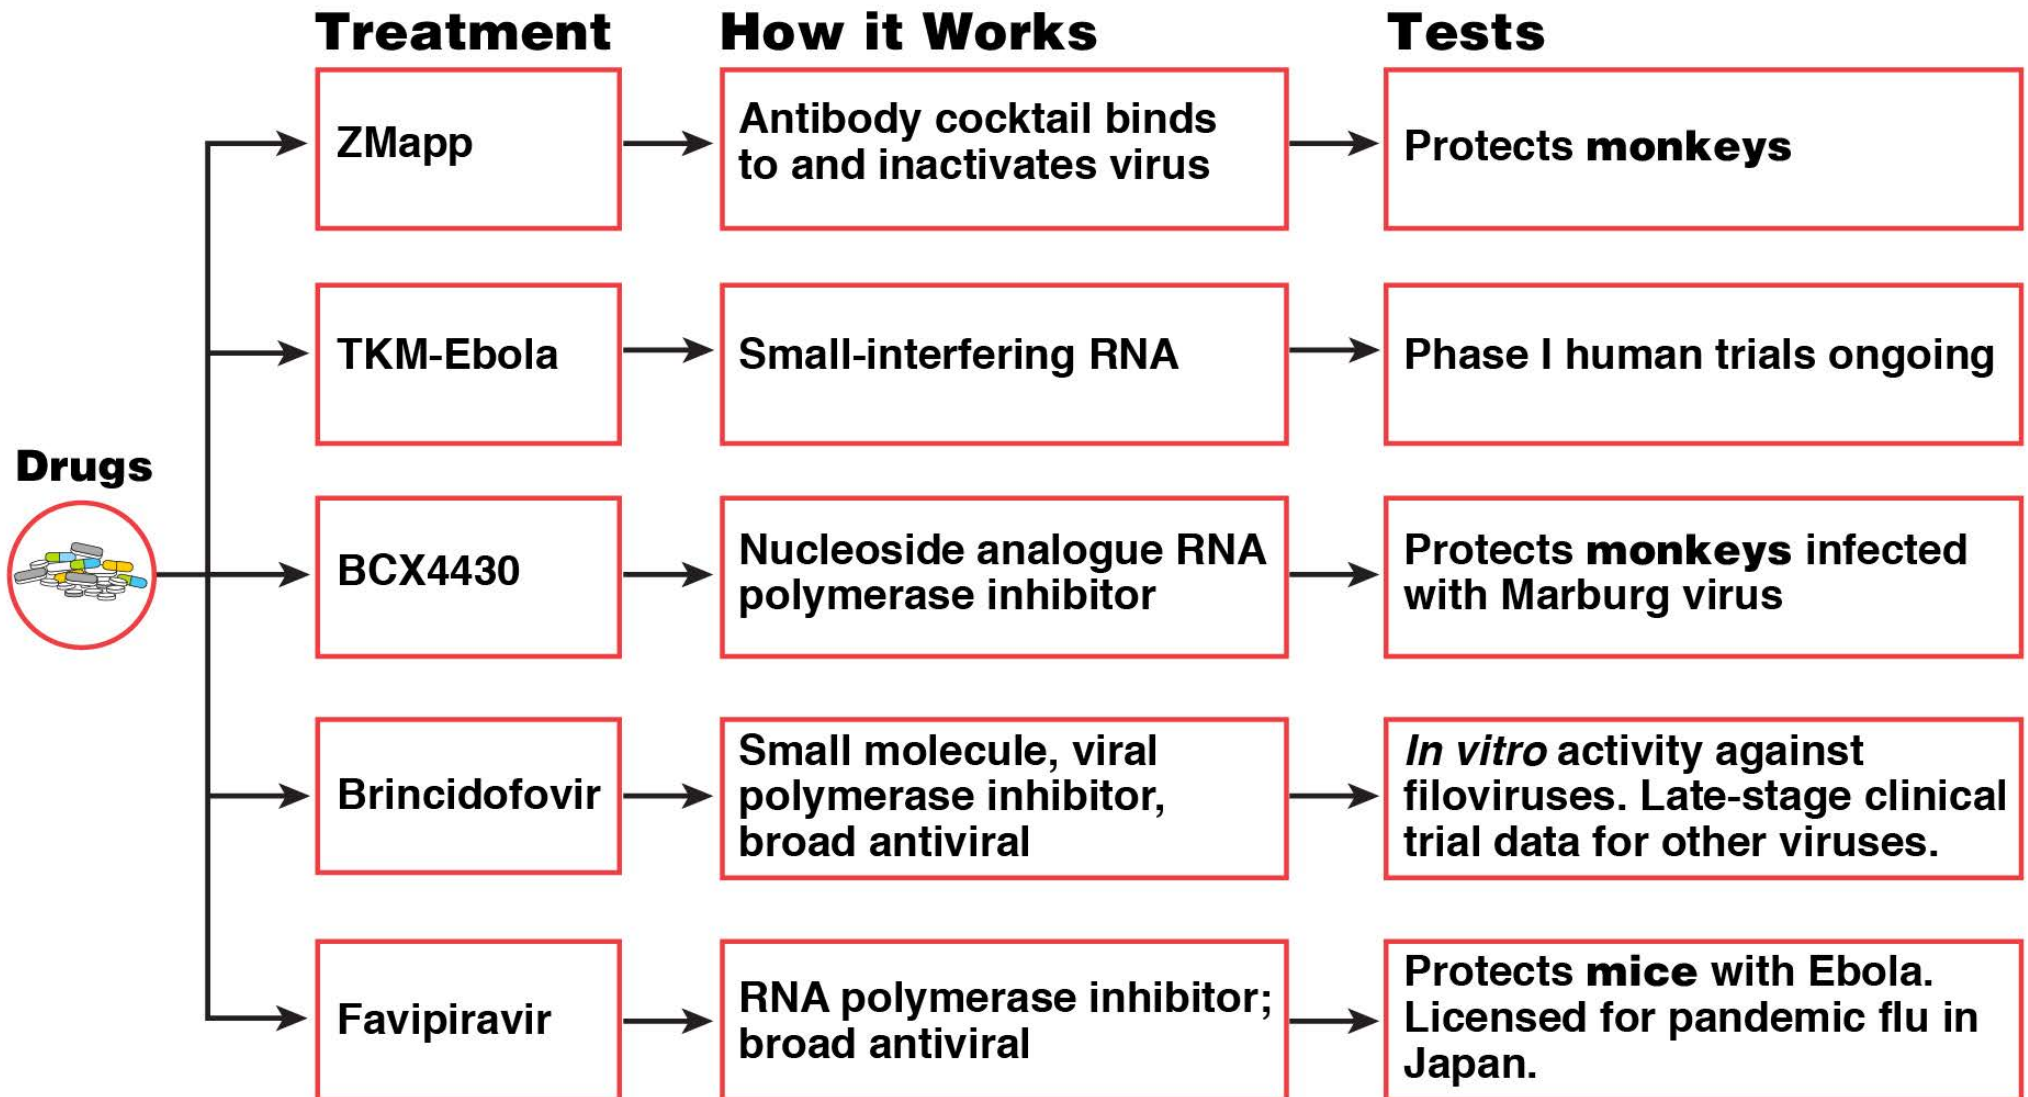 Treatment
How it Works
Tests
ZMapp
Antibody cocktail binds
to and inactivates virus
Protects monkeys
TKM-Ebola
Small-interfering RNA
Phase I human trials ongoing
Drugs
BCX4430
Nucleoside analogue RNA
polymerase inhibitor
Protects monkeys infected
with Marburg virus
Brincidofovir
Small molecule, viral
polymerase inhibitor,
broad antiviral
In vitro activity against
filoviruses. Late-stage clinical
trial data for other viruses.
Favipiravir
RNA polymerase inhibitor;
broad antiviral
Protects mice with Ebola.
Licensed for pandemic flu in
Japan.